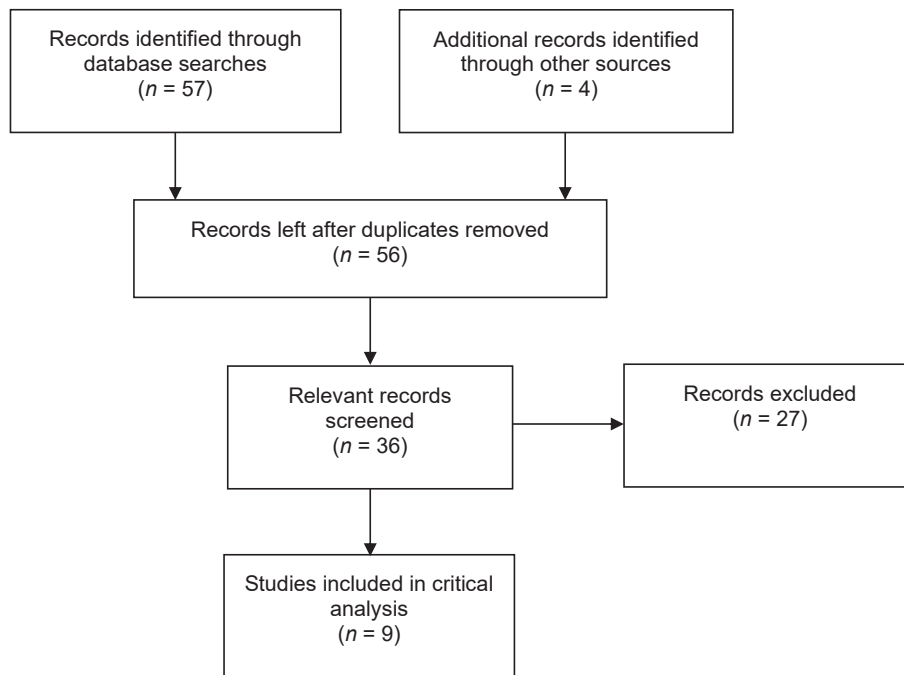 Records identified through
database searches
(n = 57)
Additional records identified
through other sources
(n = 4)
Records left after duplicates removed
(n = 56)
Relevant records
screened
(n = 36)
Records excluded
(n = 27)
Studies included in critical
analysis
(n = 9)